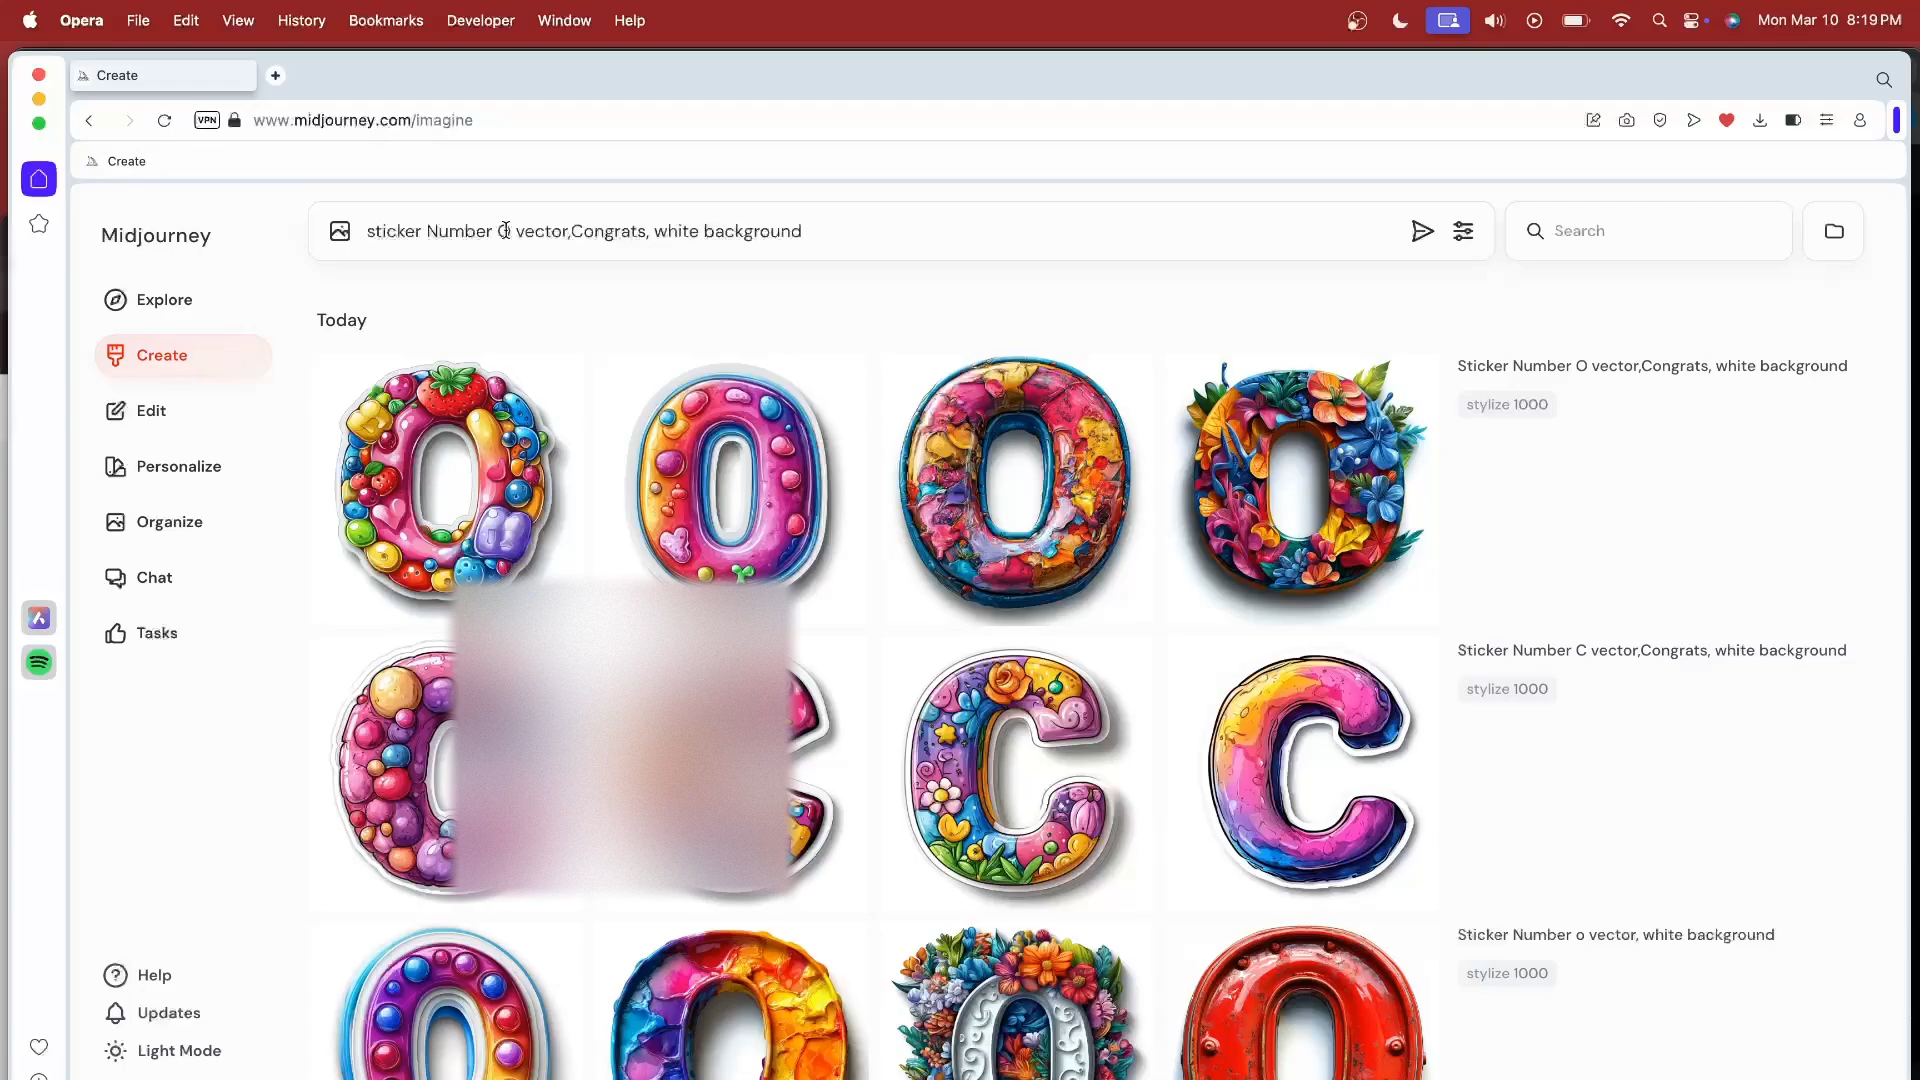 Opera File Edit View History Bookmarks Developer Window Help Mon Mar 10 8:19 PM
Create
VPN www.midjourney.com/imagine
Create
Midjourney
sticker Number O vector,Congrats, white background
Search
Explore
Create
Edit
Personalize
Organize
Chat
Tasks
Help
Updates
Light Mode
Today
O O O O
Sticker Number O vector,Congrats, white background
stylize 1000
C C C C
Sticker Number C vector,Congrats, white background
stylize 1000
Sticker Number o vector, white background
stylize 1000